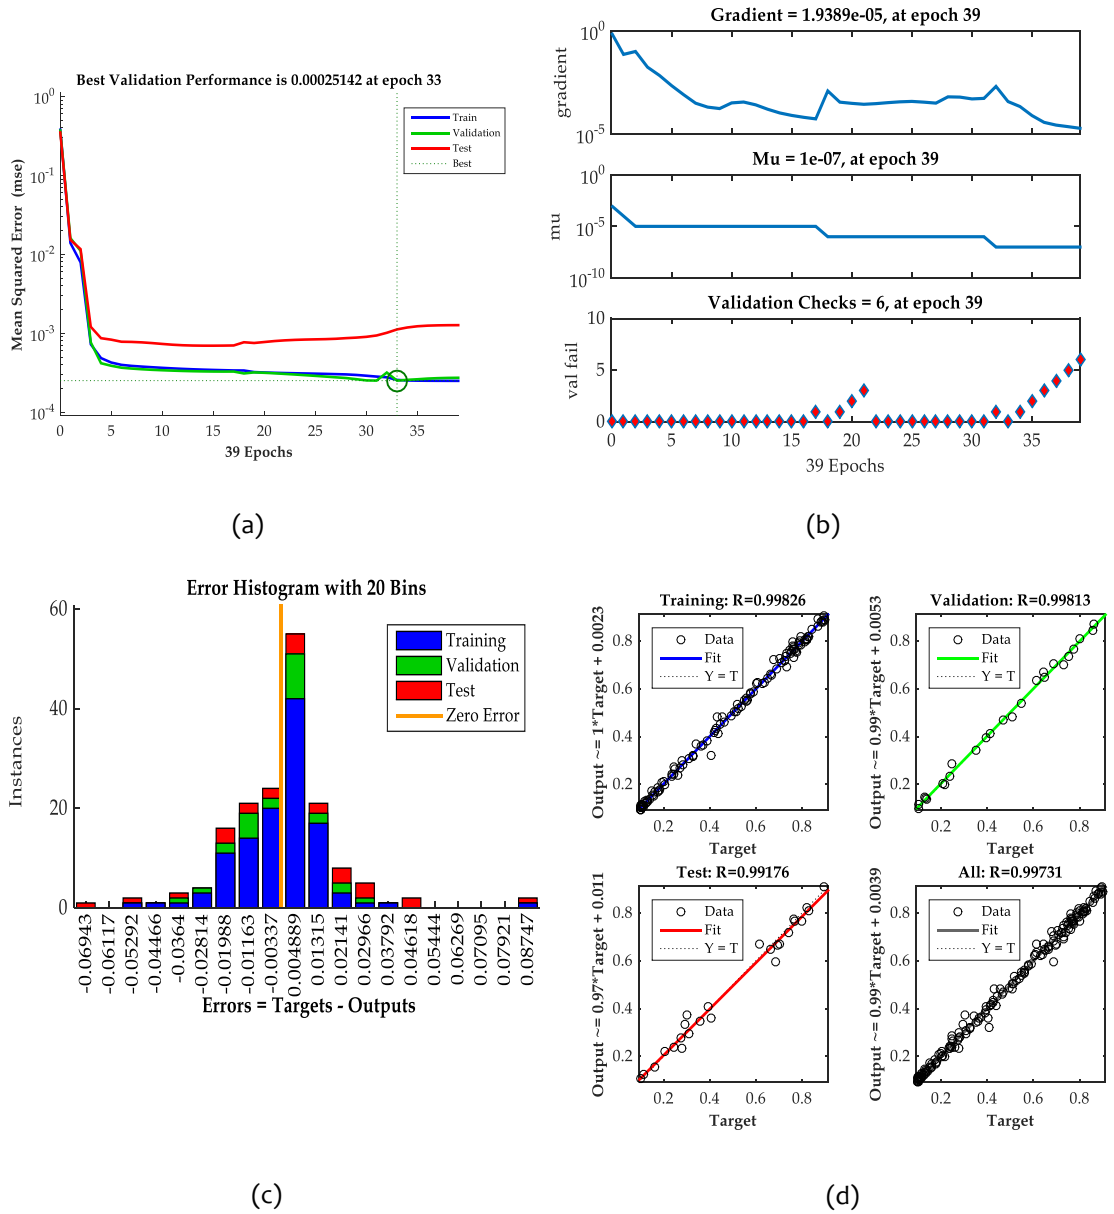 Best Validation Performance is 0.00025142 at epoch 33
Mean Squared Error (mse)
10^0
10^-1
10^-2
10^-3
10^-4
Train
Validation
Test
Best
0 5 10 15 20 25 30 35
39 Epochs
(a)
Gradient = 1.9389e-05, at epoch 39
gradient
10^0
10^-5
Mu = 1e-07, at epoch 39
mu
10^0
10^-5
10^-10
Validation Checks = 6, at epoch 39
val fail
10
5
0
0 5 10 15 20 25 30 35
39 Epochs
(b)
Error Histogram with 20 Bins
Instances
60
40
20
0
Training
Validation
Test
Zero Error
-0.06943
-0.06117
-0.05292
-0.04466
-0.0364
-0.02814
-0.01988
-0.01163
-0.00337
0.004889
0.01315
0.02141
0.02966
0.03792
0.04618
0.05444
0.06269
0.07095
0.07921
0.08747
Errors = Targets - Outputs
(c)
Training: R=0.99826
Output ~= 1*Target + 0.0023
0.8
0.6
0.4
0.2
Data
Fit
Y = T
0.2 0.4 0.6 0.8
Target
Validation: R=0.99813
Output ~= 0.99*Target + 0.0053
0.8
0.6
0.4
0.2
Data
Fit
Y = T
0.2 0.4 0.6 0.8
Target
Test: R=0.99176
Output ~= 0.97*Target + 0.011
0.8
0.6
0.4
0.2
Data
Fit
Y = T
0.2 0.4 0.6 0.8
Target
All: R=0.99731
Output ~= 0.99*Target + 0.0039
0.8
0.6
0.4
0.2
Data
Fit
Y = T
0.2 0.4 0.6 0.8
Target
(d)